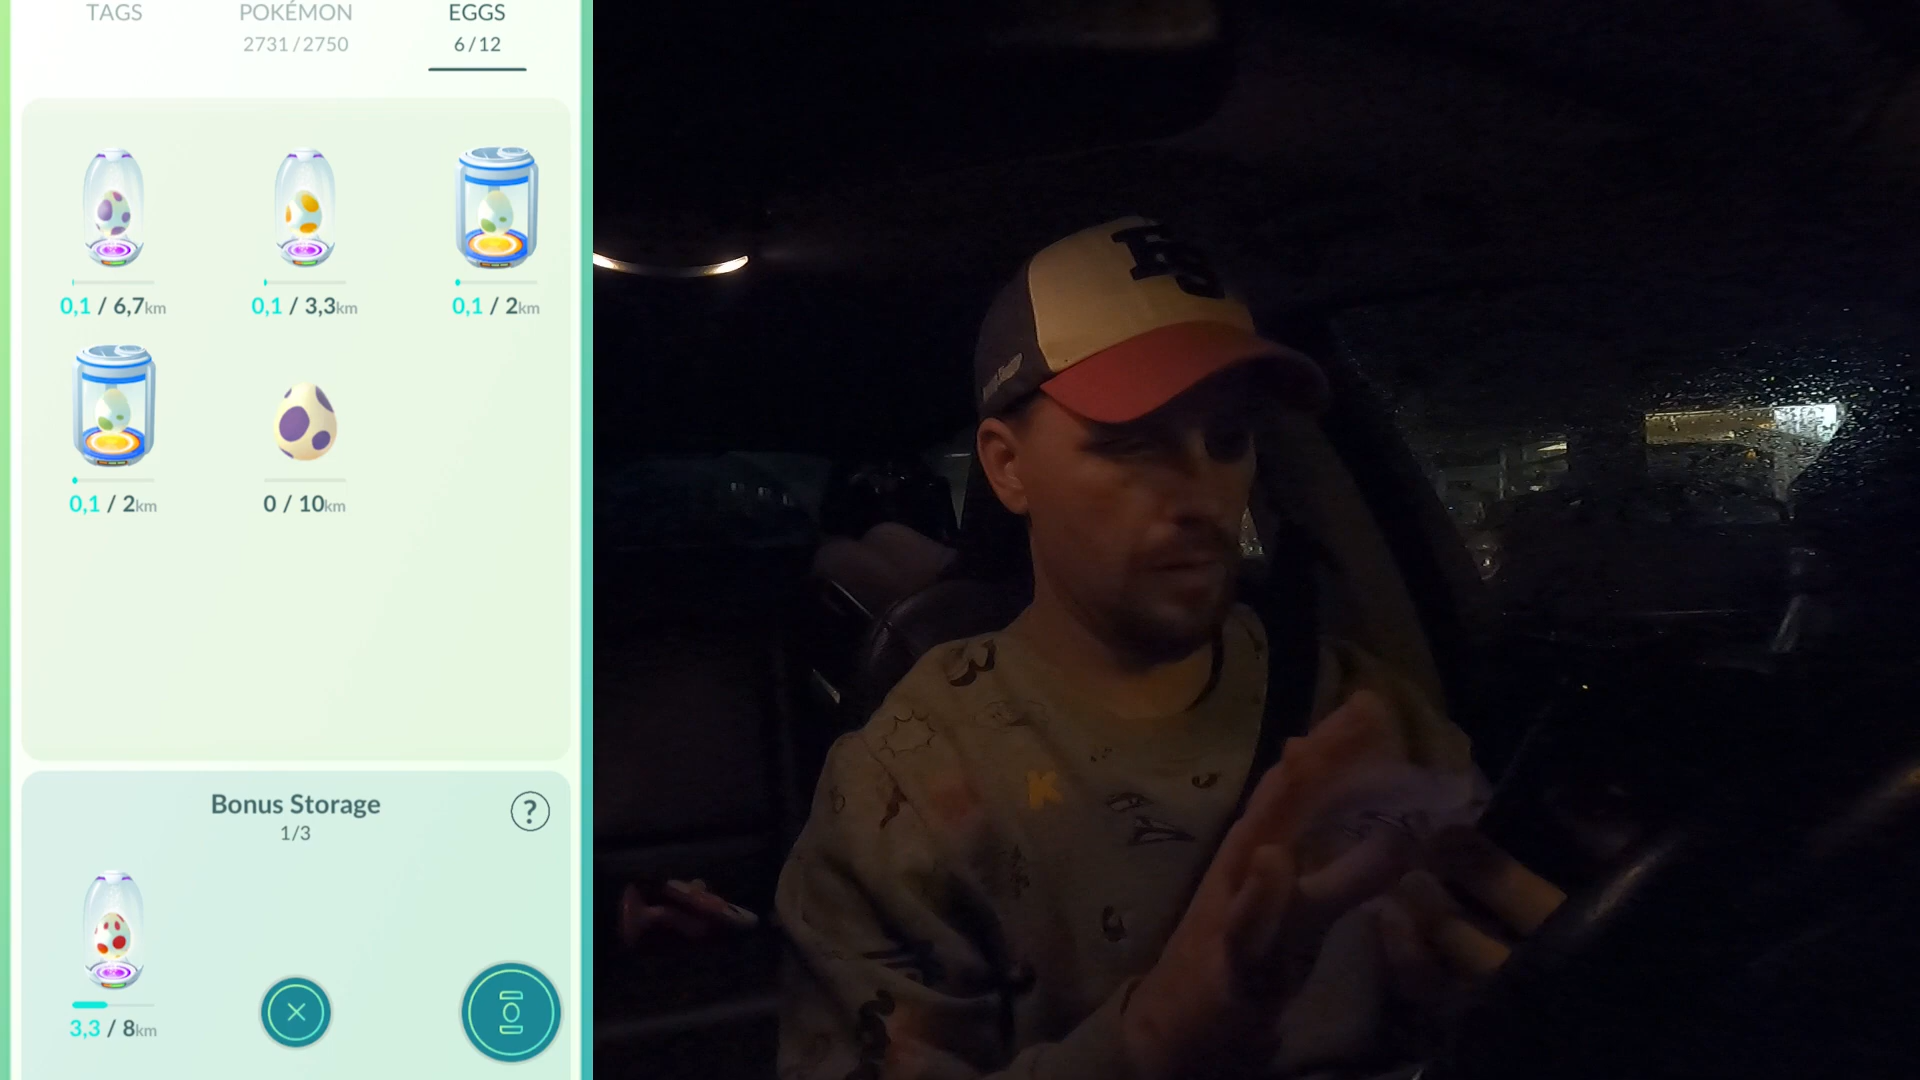 TAGS
POKÉMON
2731/2750
EGGS
6/12
0,1 / 6,7km
0,1 / 3,3km
0,1 / 2km
0,1 / 2km
0 / 10km
Bonus Storage
1/3
?
3,3 / 8km
3
K